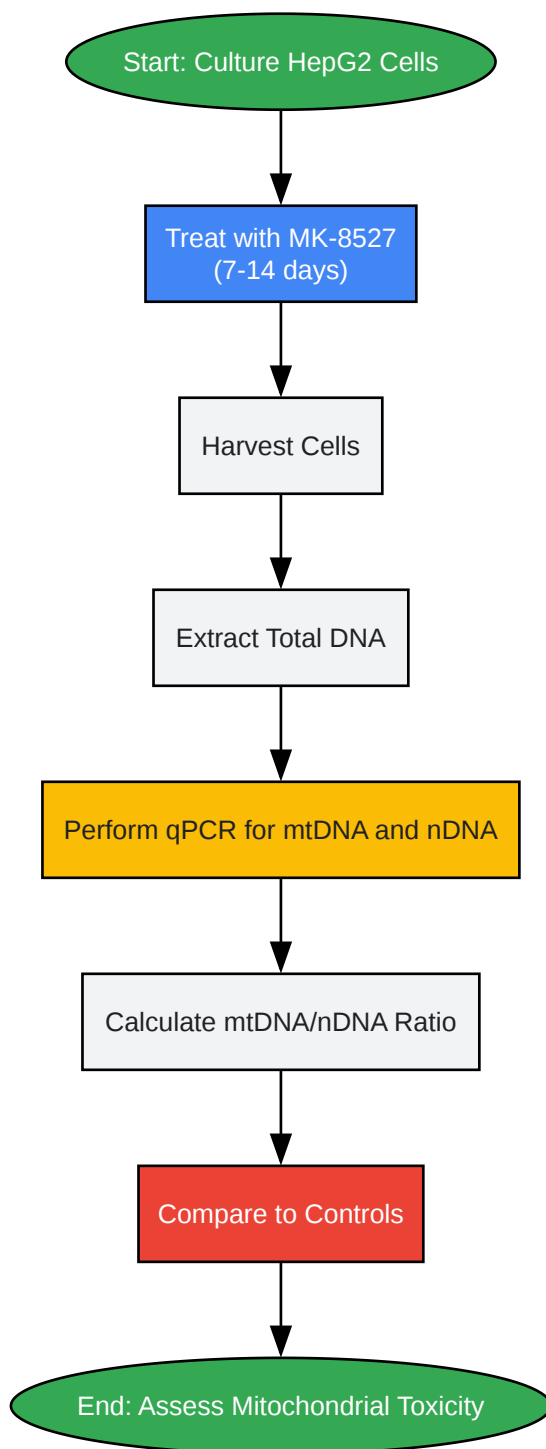 Start: Culture HepG2 Cells
Treat with MK-8527
(7-14 days)
Harvest Cells
Extract Total DNA
Perform qPCR for mtDNA and nDNA
Calculate mtDNA/nDNA Ratio
Compare to Controls
End: Assess Mitochondrial Toxicity